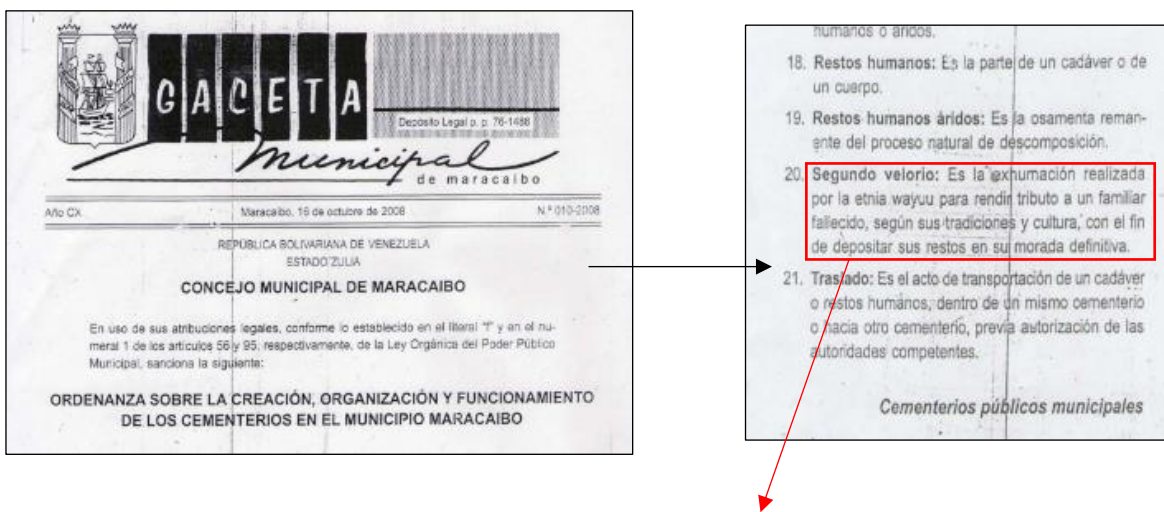 GACETA
Depósito Legal p. p. 76-1488
municipal
de maracaibo
Año CX
Maracaibo, 16 de octubre de 2008
N.º 010-2008
REPÚBLICA BOLIVARIANA DE VENEZUELA
ESTADO ZULIA
CONCEJO MUNICIPAL DE MARACAIBO
En uso de sus atribuciones legales, conforme lo establecido en el literal "f" y en el nu-
meral 1 de los artículos 56 y 95, respectivamente, de la Ley Orgánica del Poder Público
Municipal, sanciona la siguiente:
ORDENANZA SOBRE LA CREACIÓN, ORGANIZACIÓN Y FUNCIONAMIENTO
DE LOS CEMENTERIOS EN EL MUNICIPIO MARACAIBO
humanos o áridos.
18. Restos humanos: Es la parte de un cadáver o de
un cuerpo.
19. Restos humanos áridos: Es la osamenta reman-
ente del proceso natural de descomposición.
20. Segundo velorio: Es la exhumación realizada
por la etnia wayuu para rendir tributo a un familiar
fallecido, según sus tradiciones y cultura, con el fin
de depositar sus restos en su morada definitiva.
21. Traslado: Es el acto de transportación de un cadáver
o restos humanos, dentro de un mismo cementerio
o hacia otro cementerio, previa autorización de las
autoridades competentes.
Cementerios públicos municipales